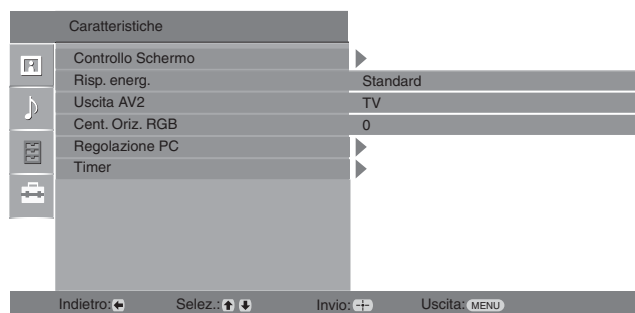 Caratteristiche
Controllo Schermo
Risp. energ. Standard
Uscita AV2 TV
Cent. Oriz. RGB 0
Regolazione PC
Timer
Indietro: Selez.: Invio: Uscita: MENU